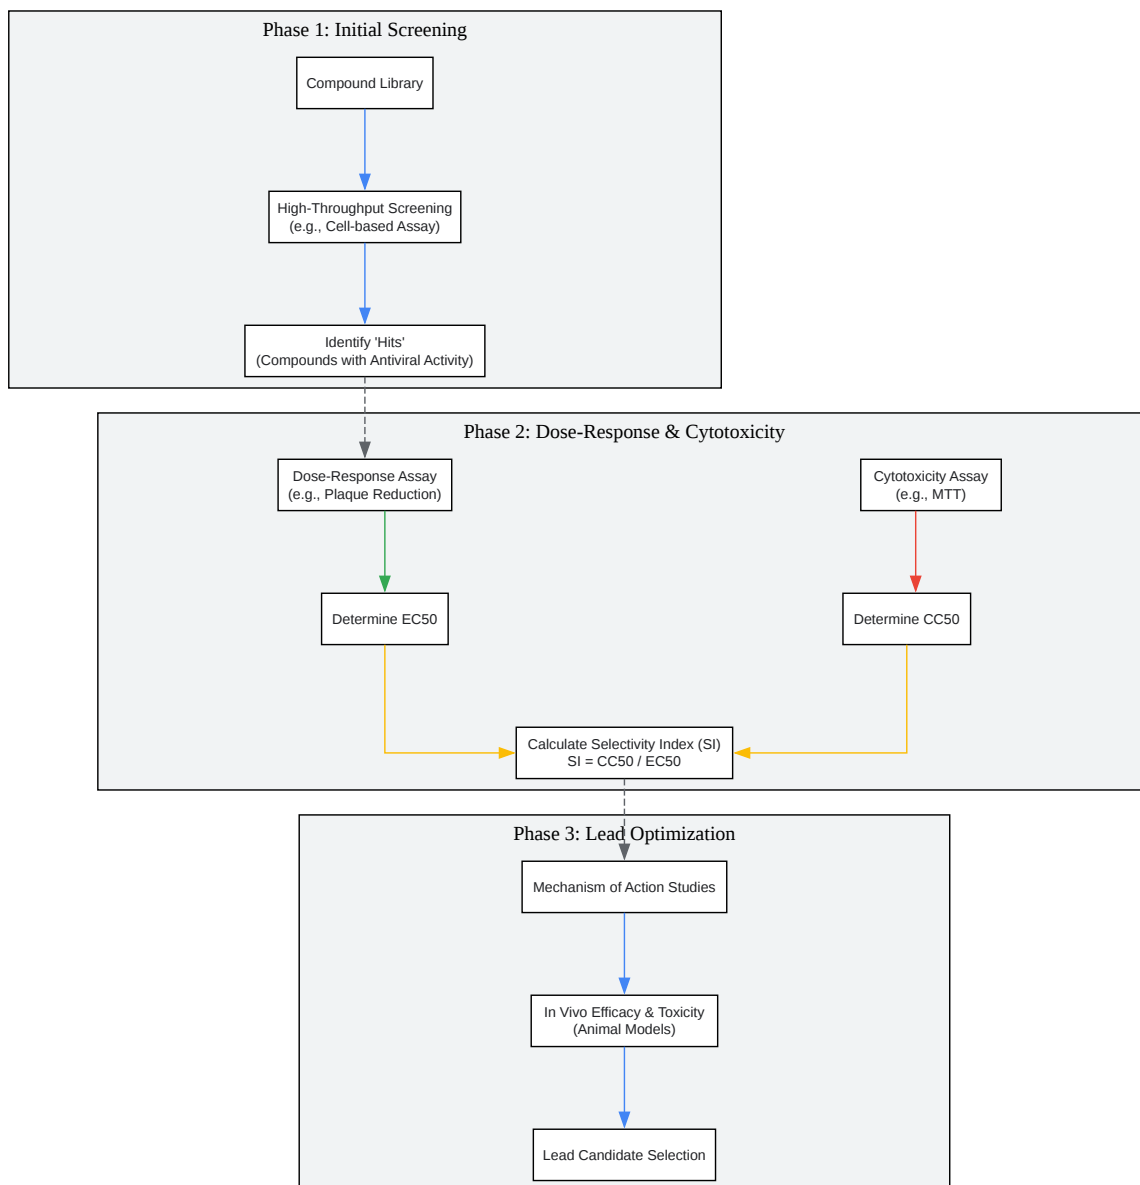 Phase 1: Initial Screening
Compound Library
High-Throughput Screening
(e.g., Cell-based Assay)
Identify 'Hits'
(Compounds with Antiviral Activity)
Phase 2: Dose-Response & Cytotoxicity
Dose-Response Assay
(e.g., Plaque Reduction)
Cytotoxicity Assay
(e.g., MTT)
Determine EC50
Determine CC50
Calculate Selectivity Index (SI)
SI = CC50 / EC50
Phase 3: Lead Optimization
Mechanism of Action Studies
In Vivo Efficacy & Toxicity
(Animal Models)
Lead Candidate Selection